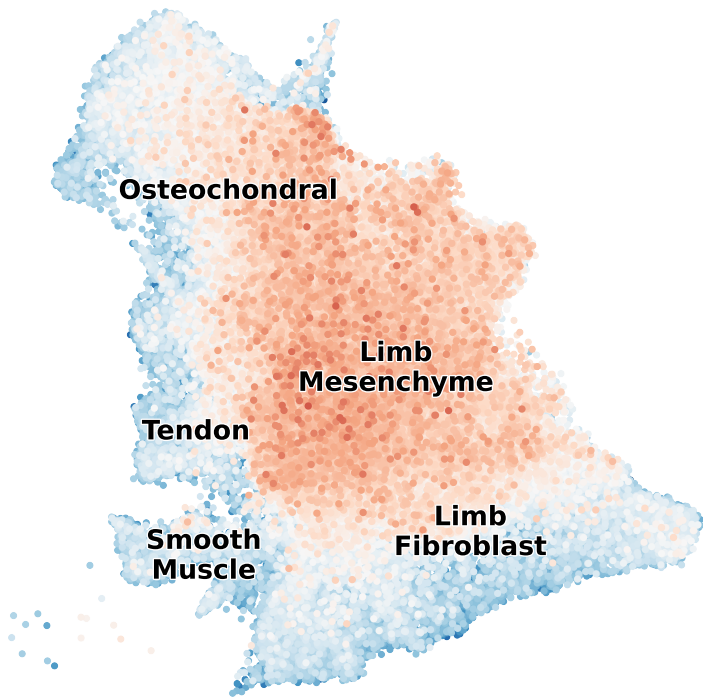 Osteochondral
Limb
Mesenchyme
Tendon
Limb
Fibroblast
Smooth
Muscle